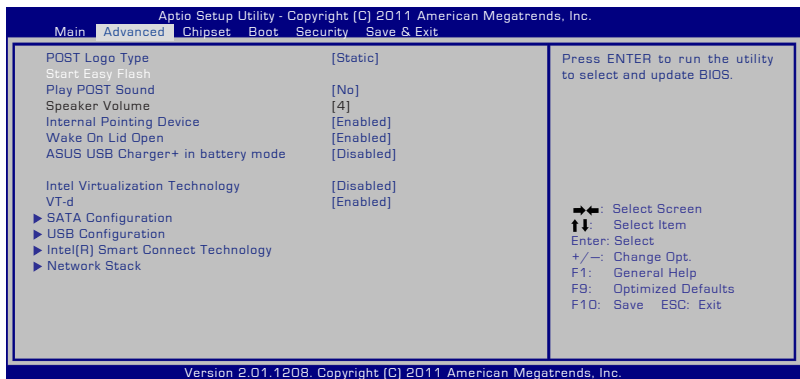 Aptio Setup Utility - Copyright (C) 2011 American Megatrends, Inc.
Main Advanced Chipset Boot Security Save & Exit
POST Logo Type [Static]
Start Easy Flash
Play POST Sound [No]
Speaker Volume [4]
Internal Pointing Device [Enabled]
Wake On Lid Open [Enabled]
ASUS USB Charger+ in battery mode [Disabled]
Intel Virtualization Technology [Disabled]
VT-d [Enabled]
SATA Configuration
USB Configuration
Intel(R) Smart Connect Technology
Network Stack
Press ENTER to run the utility
to select and update BIOS.
→←: Select Screen
↑↓: Select Item
Enter: Select
+/—: Change Opt.
F1: General Help
F9: Optimized Defaults
F10: Save ESC: Exit
Version 2.01.1208. Copyright (C) 2011 American Megatrends, Inc.